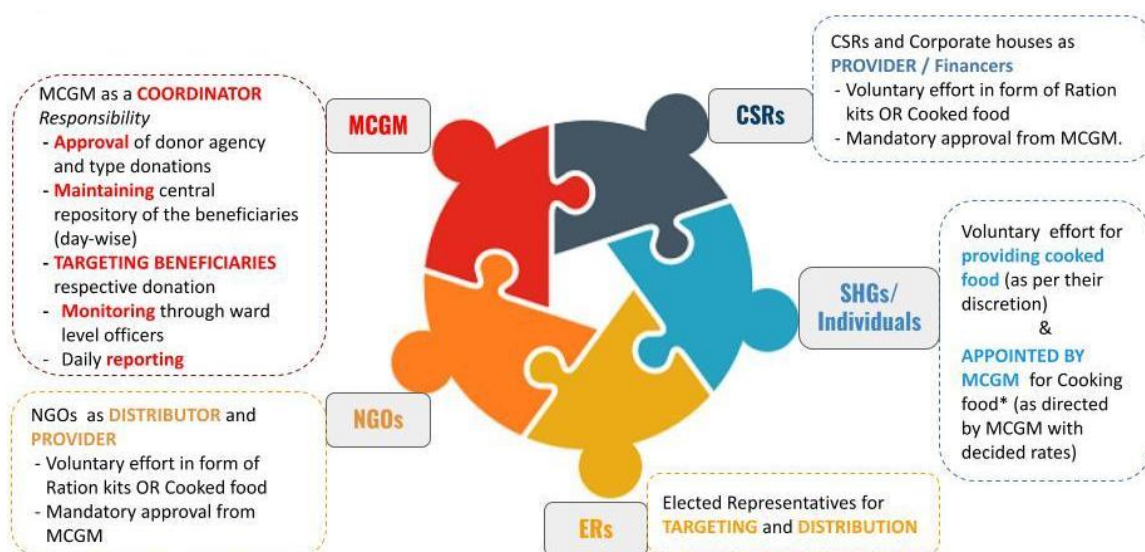 MCGM as a COORDINATOR
Responsibility
- Approval of donor agency
and type donations
- Maintaining central
repository of the beneficiaries
(day-wise)
- TARGETING BENEFICIARIES
respective donation
- Monitoring through ward
level officers
- Daily reporting
MCGM
CSRs
CSRs and Corporate houses as
PROVIDER / Financers
- Voluntary effort in form of Ration
kits OR Cooked food
- Mandatory approval from MCGM.
SHGs/
Individuals
Voluntary effort for
providing cooked
food (as per their
discretion)
&
APPOINTED BY
MCGM for Cooking
food* (as directed
by MCGM with
decided rates)
NGOs as DISTRIBUTOR and
PROVIDER
- Voluntary effort in form of
Ration kits OR Cooked food
- Mandatory approval from
MCGM
NGOs
ERs
Elected Representatives for
TARGETING and DISTRIBUTION